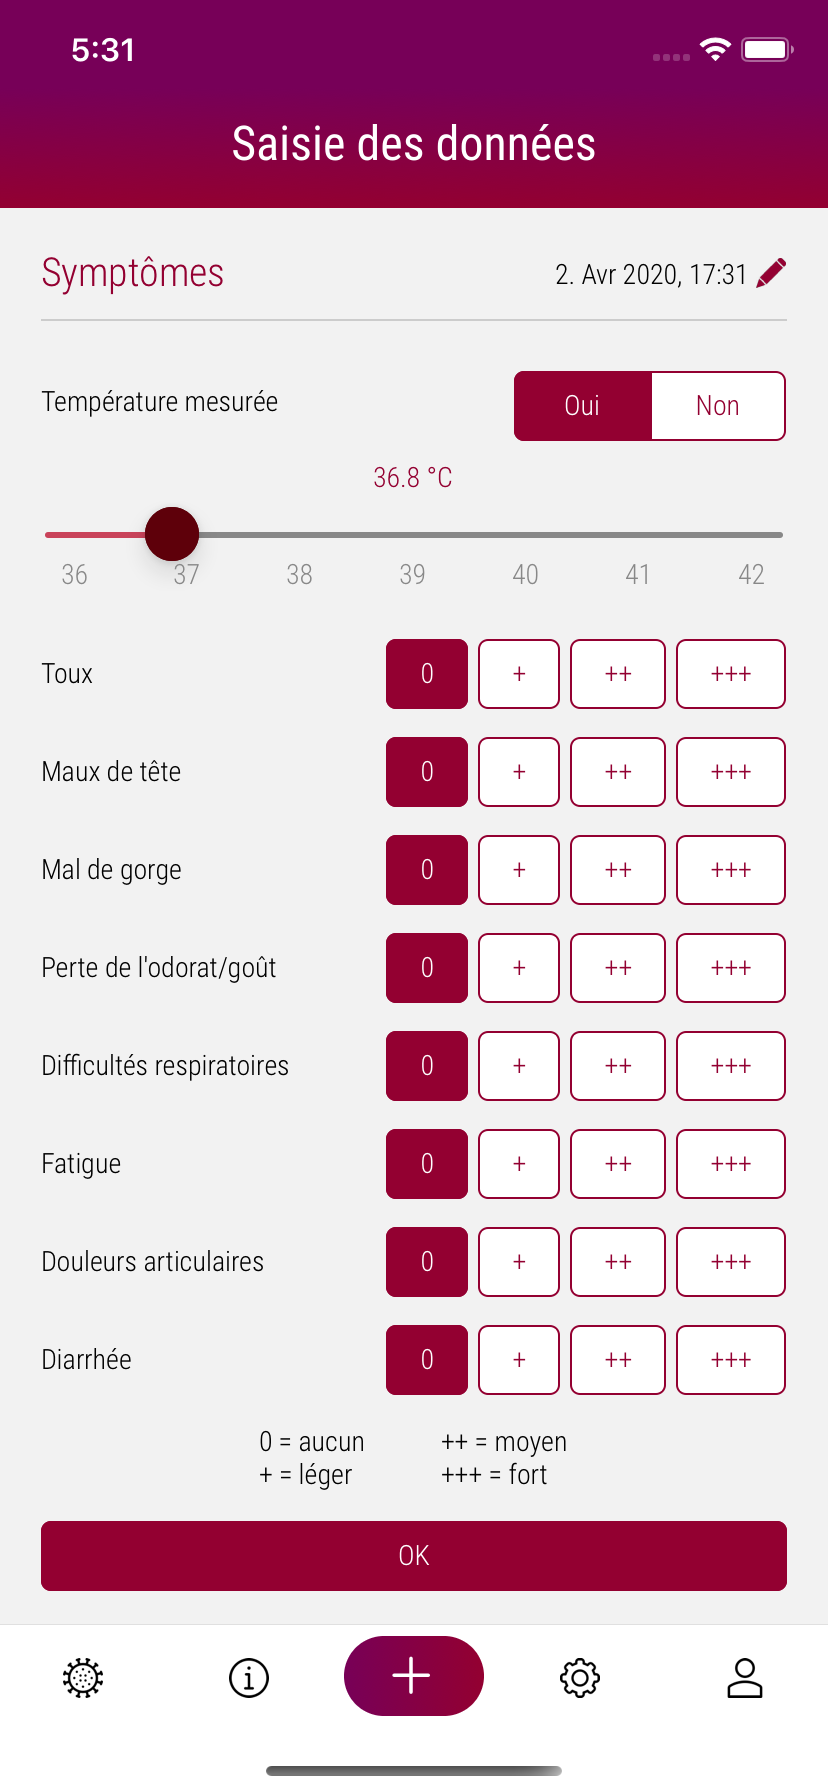 5:31
Saisie des données
Symptômes 2. Avr 2020, 17:31
Température mesurée Oui Non
36.8 °C
36 37 38 39 40 41 42
Toux 0 + ++ +++
Maux de tête 0 + ++ +++
Mal de gorge 0 + ++ +++
Perte de l'odorat/goût 0 + ++ +++
Difficultés respiratoires 0 + ++ +++
Fatigue 0 + ++ +++
Douleurs articulaires 0 + ++ +++
Diarrhée 0 + ++ +++
0 = aucun ++ = moyen
+ = léger +++ = fort
OK